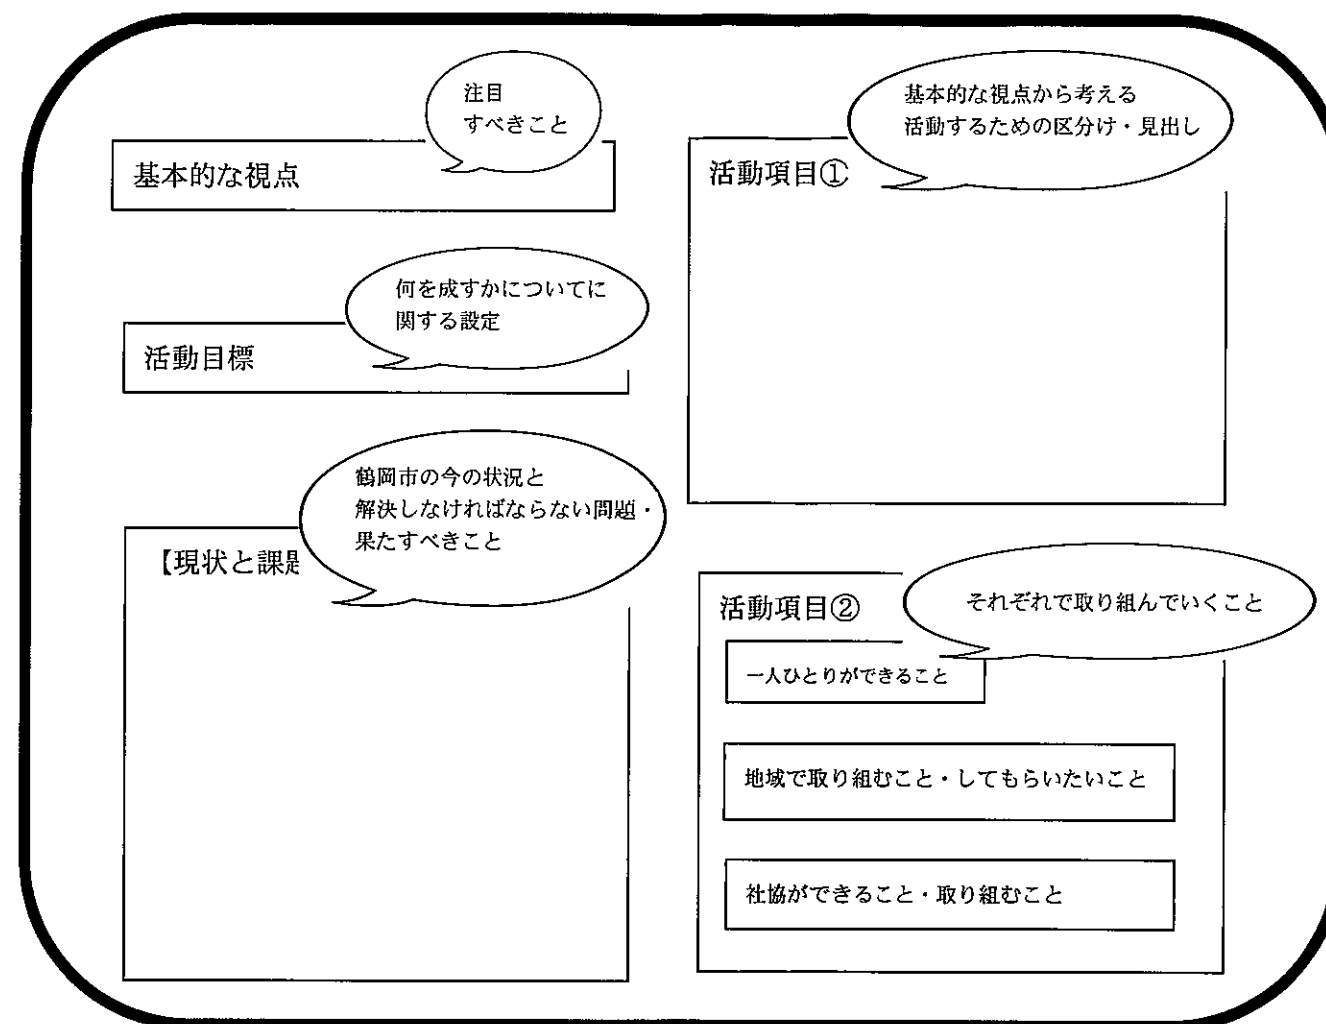 注目
すべきこと
基本的な視点
何を成すかについてに
関する設定
活動目標
鶴岡市の今の状況と
解決しなければならない問題・
果たすべきこと
【現状と課題
基本的な視点から考える
活動するための区分け・見出し
活動項目①
それぞれで取り組んでいくこと
活動項目②
一人ひとりができること
地域で取り組むこと・してもらいたいこと
社協ができること・取り組むこと